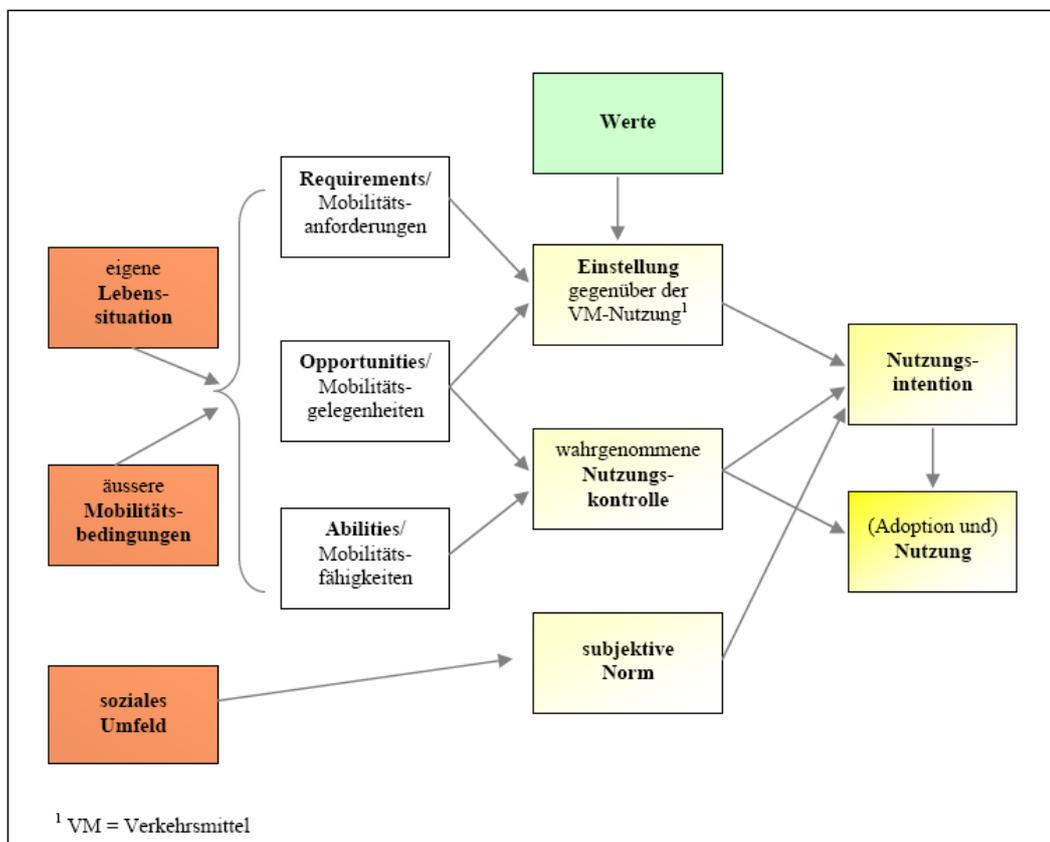 Werte
Requirements/
Mobilitäts-
anforderungen
eigene
Lebens-
situation
Einstellung
gegenüber der
VM-Nutzung¹
Opportunities/
Mobilitäts-
gelegenheiten
Nutzungs-
intention
äussere
Mobilitäts-
bedingungen
wahrgenommene
Nutzungs-
kontrolle
Abilities/
Mobilitäts-
fähigkeiten
(Adoption und)
Nutzung
soziales
Umfeld
subjektive
Norm
¹ VM = Verkehrsmittel